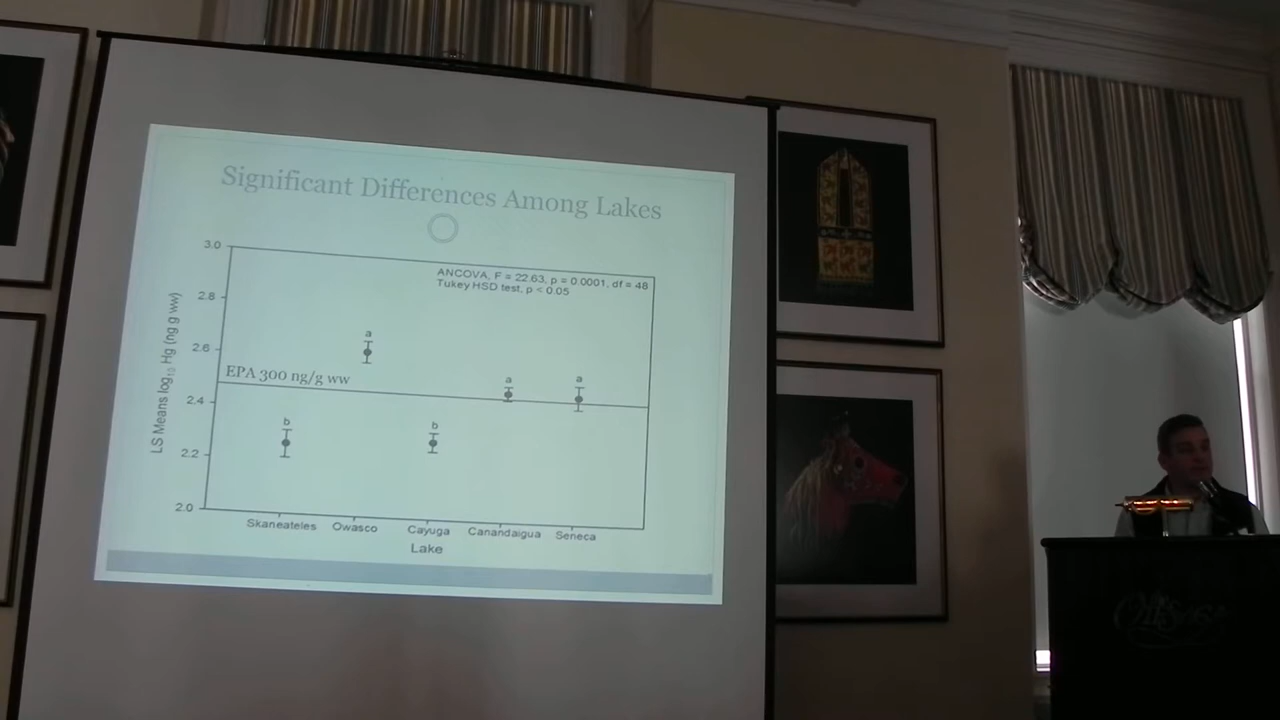 Significant Differences Among Lakes
ANCOVA, F = 22.63, p = 0.0001, df = 48
Tukey HSD test, p < 0.05
3.0
2.8
2.6
2.4
2.2
2.0
LS Means log10 Hg (ng g ww)
EPA 300 ng/g ww
b
a
b
a
a
Skaneateles Owasco Cayuga Canandaigua Seneca
Lake